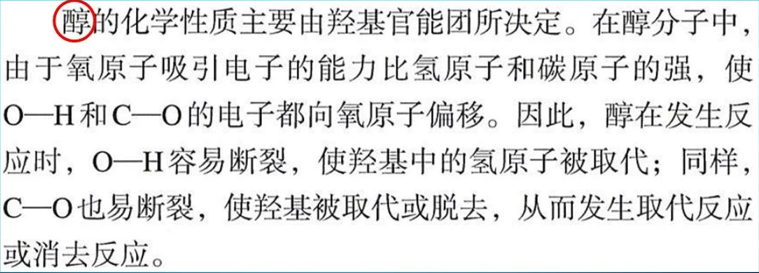 醇的化学性质主要由羟基官能团所决定。在醇分子中，
由于氧原子吸引电子的能力比氢原子和碳原子的强，使
O—H和C—O的电子都向氧原子偏移。因此，醇在发生反
应时，O—H容易断裂，使羟基中的氢原子被取代；同样，
C—O也易断裂，使羟基被取代或脱去，从而发生取代反应
或消去反应。